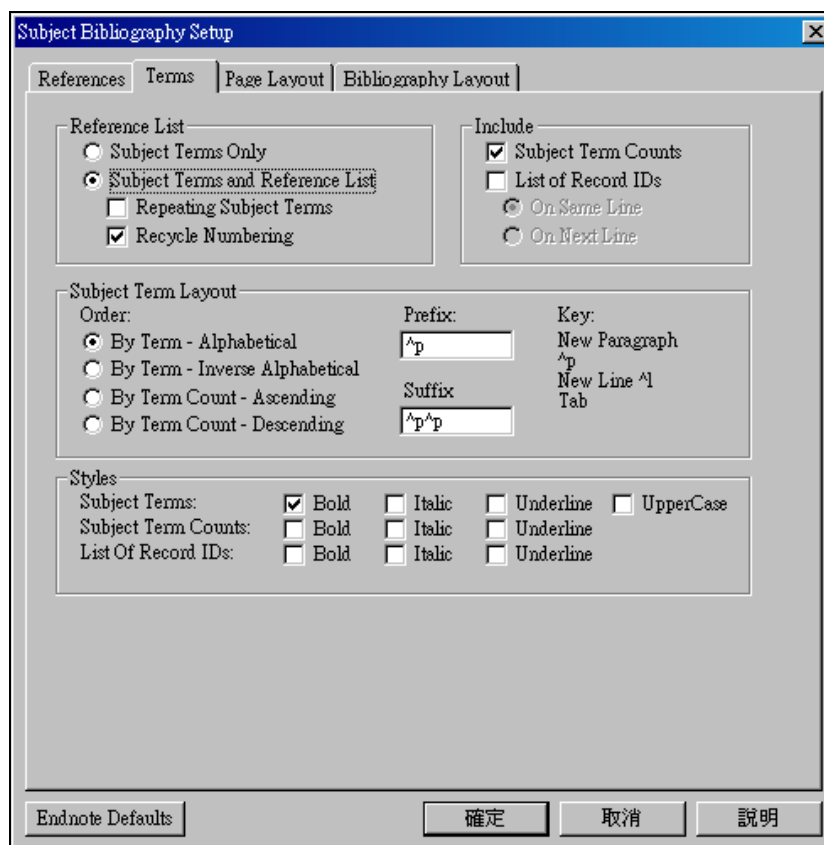 Subject Bibliography Setup
References Terms Page Layout Bibliography Layout
Reference List
Subject Terms Only
Subject Terms and Reference List
Repeating Subject Terms
Recycle Numbering
Include
Subject Term Counts
List of Record IDs
On Same Line
On Next Line
Subject Term Layout
Order:
By Term - Alphabetical
By Term - Inverse Alphabetical
By Term Count - Ascending
By Term Count - Descending
Prefix:
^p
Suffix
^p^p
Key:
New Paragraph
^p
New Line ^l
Tab
Styles
Subject Terms: Bold Italic Underline UpperCase
Subject Term Counts: Bold Italic Underline
List Of Record IDs: Bold Italic Underline
Endnote Defaults 確定 取消 說明